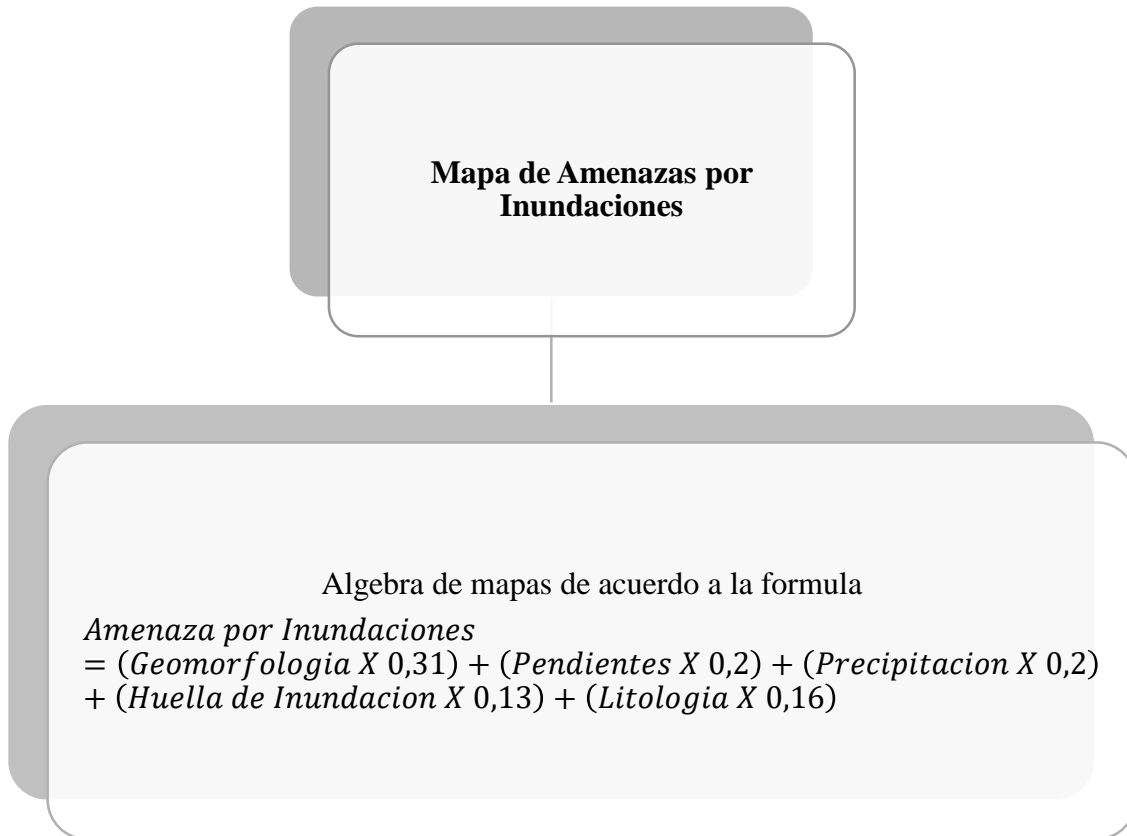 Mapa de Amenazas por
Inundaciones
Algebra de mapas de acuerdo a la formula
Amenaza por Inundaciones
= (Geomorfologia X 0,31) + (Pendientes X 0,2) + (Precipitacion X 0,2)
+ (Huella de Inundacion X 0,13) + (Litologia X 0,16)